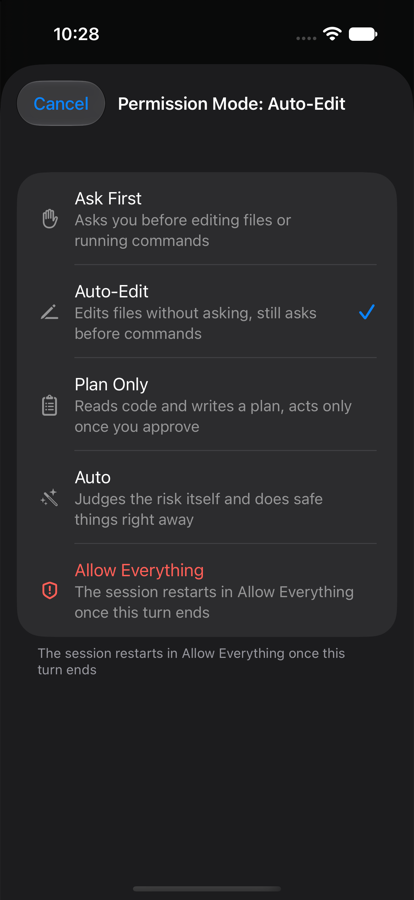 10:28
Cancel
Permission Mode: Auto-Edit
Ask First
Asks you before editing files or
running commands
Auto-Edit
Edits files without asking, still asks
before commands
Plan Only
Reads code and writes a plan, acts only
once you approve
Auto
Judges the risk itself and does safe
things right away
Allow Everything
The session restarts in Allow Everything
once this turn ends
The session restarts in Allow Everything once this
turn ends